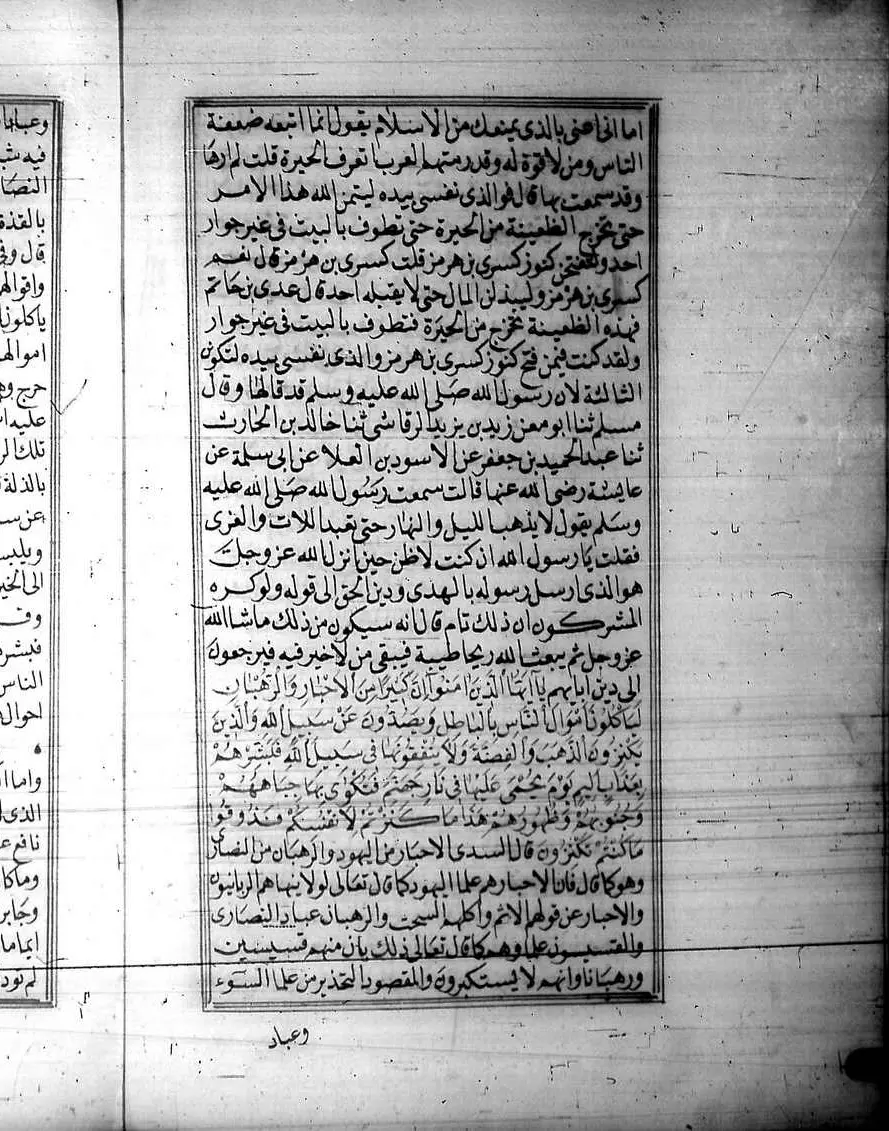 اما انى اعنى بالذى يمنعك من الاسلام يقول انما اتبعه ضعفة
الناس ومن لا قوة له وقد رمتهم العرب اتعرف الحيرة قلت لم ارها
وقد سمعت بها قال فوالذى نفسى بيده ليتمن الله هذا الامر
حتى تخرج الظعينة من الحيرة حتى تطوف بالبيت فى غير جوار
احد ولتفتحن كنوز كسرى بن هرمز قلت كسرى بن هرمز قال نعم
كسرى بن هرمز وليبذلن المال حتى لا يقبله احد قال عدى بن حاتم
فهذه الظعينة تخرج من الحيرة فتطوف بالبيت فى غير جوار
ولقد كنت فيمن فتح كنوز كسرى بن هرمز والذى نفسى بيده لتكونن
الثالثة لان رسول الله صلى الله عليه وسلم قد قالها وقال
مسلم ثنا ابو معن زيد بن يزيد الرقاشى ثنا خالد بن الحارث
ثنا عبد الحميد بن جعفر عن الاسود بن العلا عن ابى سلمة عن
عايشة رضى الله عنها قالت سمعت رسول الله صلى الله عليه
وسلم يقول لا يذهب الليل والنهار حتى تعبد اللات والعزى
فقلت يا رسول الله ان كنت لاظن حين انزل الله عز وجل
هو الذى ارسل رسوله بالهدى ودين الحق الى قوله ولو كره
المشركون ان ذلك تام قال انه سيكون من ذلك ماشا الله
عز وجل ثم يبعث الله ريحا طيبة فيبقى من لا خير فيه فيرجعون
الى دين ابايهم يا ايها الذين امنوا ان كثيرا من الاحبار والرهبان
لياكلون اموال الناس بالباطل ويصدون عن سبيل الله والذين
يكنزون الذهب والفضة ولا ينفقونها فى سبيل الله فبشرهم
بعذاب اليم يوم يحمى عليها فى نار جهنم فتكوى بها جباههم
وجنوبهم وظهورهم هذا ما كنزتم لانفسكم فذوقوا
ما كنتم تكنزون قال السدى الاحبار من اليهود والرهبان من النصارى
وهو كما قال فان الاحبار هم علما اليهود كما قال تعالى لولا ينهاهم الربانيون
والاحبار عن قولهم الاثم واكلهم السحت والرهبان عباد النصارى
والقسيسون علماوهم كما قال تعالى ذلك بان منهم قسيسين
ورهبانا وانهم لا يستكبرون والمقصود التحذير من علما السوء
وعباد